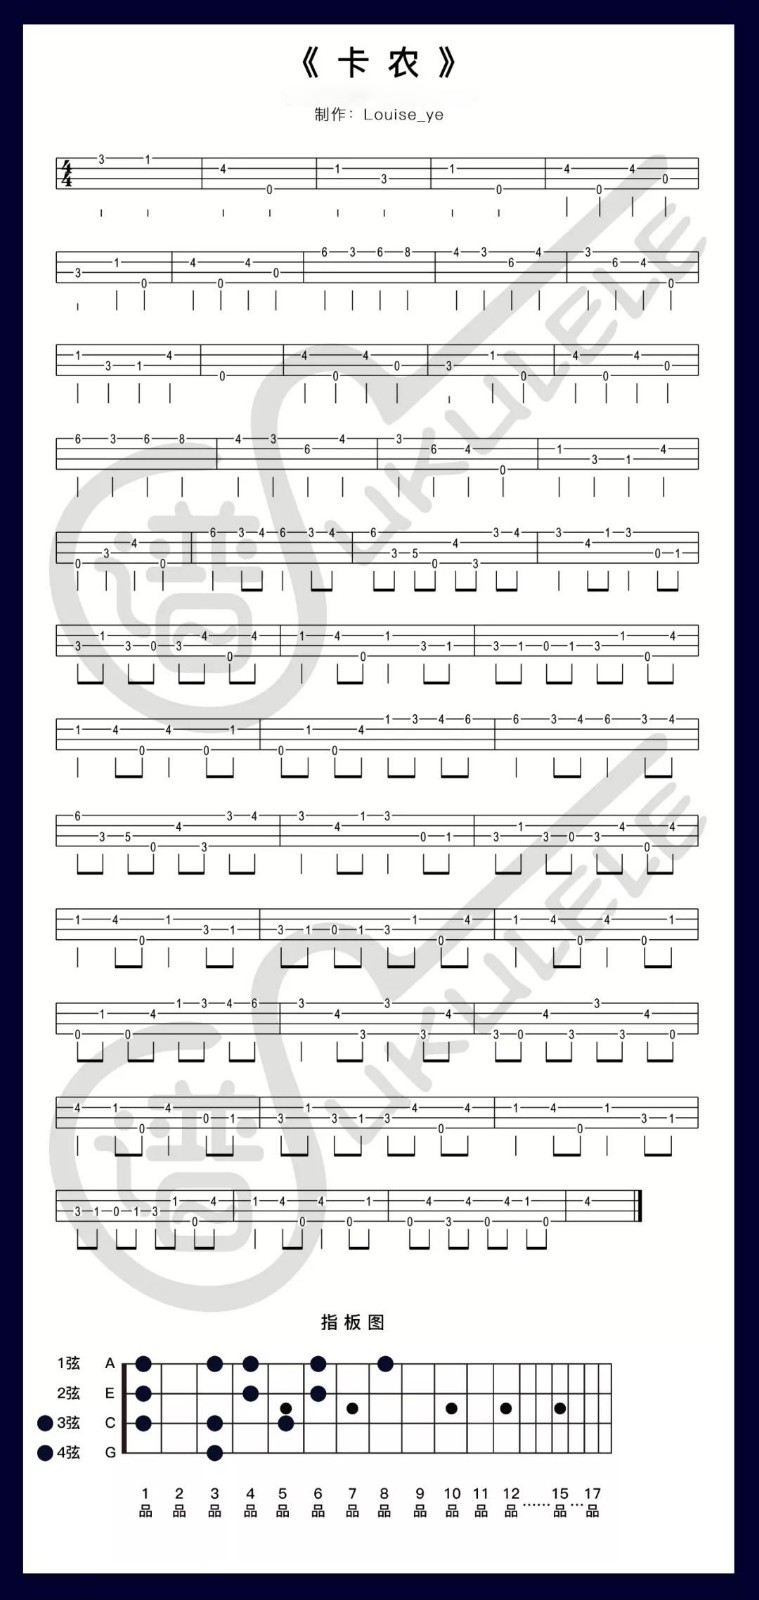 《 卡 农 》
制作：Louise_ye
4 4 3 1 4 0 1 3 1 0 4 0 4 0
3 1 0 4 0 4 0 6 3 6 8 4 3 6 4 3 6 4 0
1 3 1 4 0 4 0 4 0 3 1 0 4 0 4 0
6 3 6 8 4 3 6 4 3 6 4 0 1 3 1 4
0 3 4 0 6 3 4 6 3 4 6 3 5 0 4 3 3 4 3 4 1 3 0 1
3 1 3 0 3 4 0 4 1 4 0 1 3 1 3 1 0 1 3 1 0 4
1 4 0 4 0 1 0 1 0 4 1 3 4 6 6 3 4 6 3 4
6 3 5 0 4 3 3 4 3 4 1 3 0 1 3 1 3 0 3 4 0 4
1 4 0 1 3 1 3 1 0 1 3 1 0 4 1 4 0 4 0 1
0 1 0 4 1 3 4 6 3 4 3 3 3 4 3 0 4 3 3 3 4 0
4 1 0 4 0 1 3 1 3 1 3 4 0 4 1 4 0 1 3 1
3 1 0 1 3 1 0 4 1 4 0 4 0 1 0 4 3 4 0 4 1 0 4
谱 UKULELE
谱 UKULELE
指板图
1弦 A
2弦 E
3弦 C
4弦 G
1 2 3 4 5 6 7 8 9 10 11 12 15 17
品 品 品 品 品 品 品 品 品 品 品 品 ······ 品 ··· 品